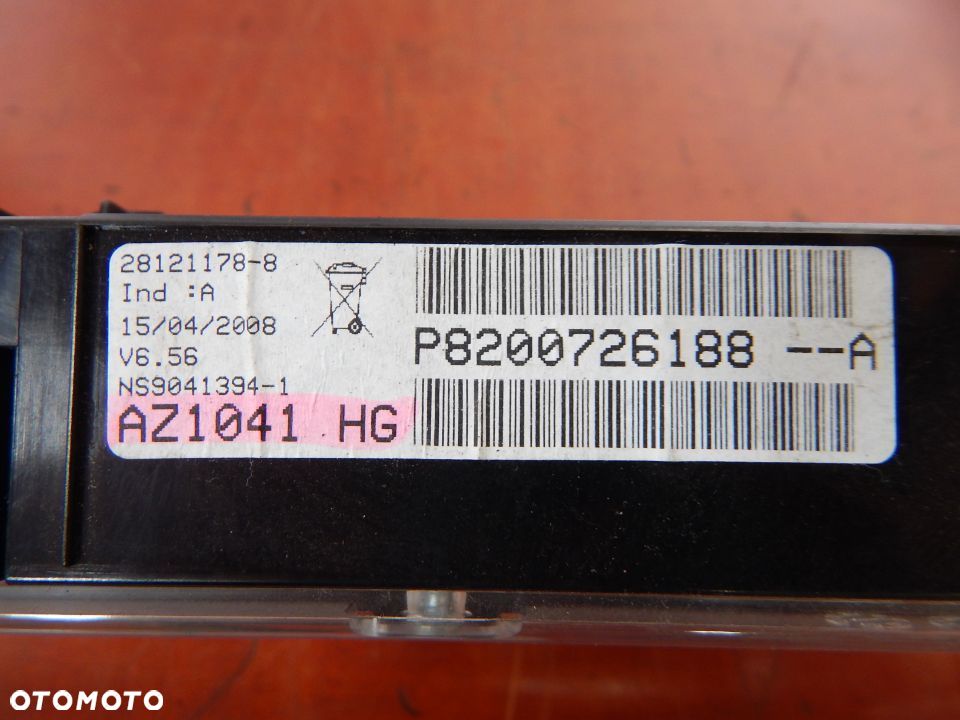 28121178-8
Ind :A
15/04/2008
V6.56
NS9041394-1
AZ1041 HG
P8200726188 --A
OTOMOTO